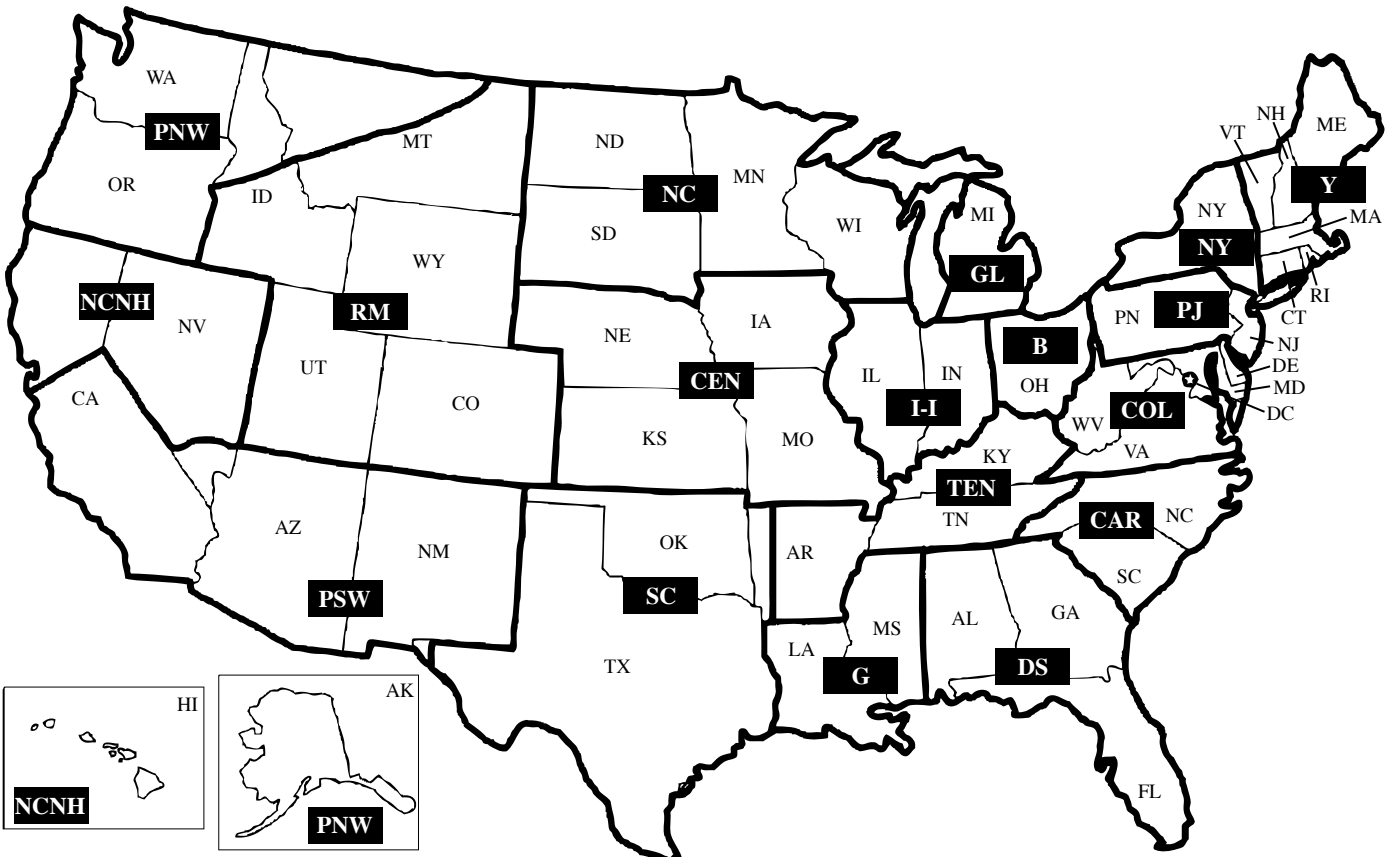 WA
PNW
OR
ID
MT
ND
NC
MN
SD
WI
MI
GL
NH
VT
ME
Y
NY
NY
MA
RI
CT
NCNH
NV
CA
RM
WY
UT
CO
NE
IA
CEN
KS
MO
IL
IN
I-I
B
OH
PN
PJ
NJ
DE
MD
DC
COL
WV
VA
KY
TEN
TN
CAR
NC
SC
AZ
NM
PSW
OK
SC
TX
AR
LA
MS
G
AL
GA
DS
FL
HI
NCNH
AK
PNW